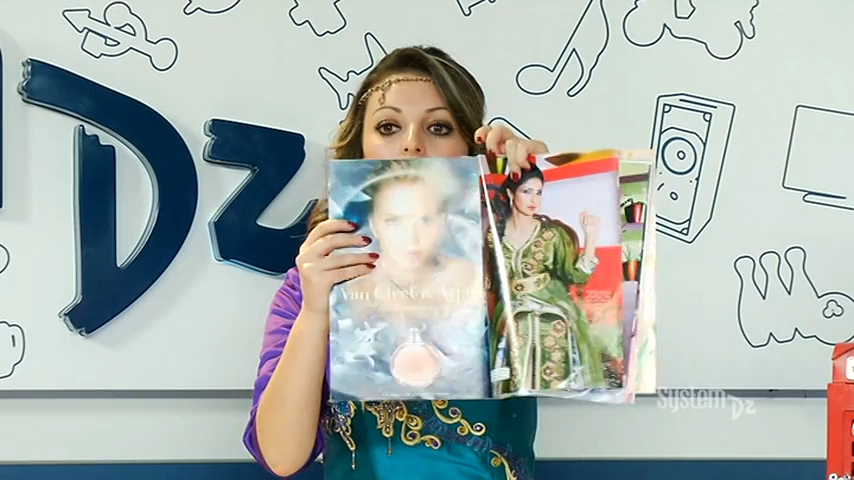 Dz
Van Cleef & Arpels
System Dz